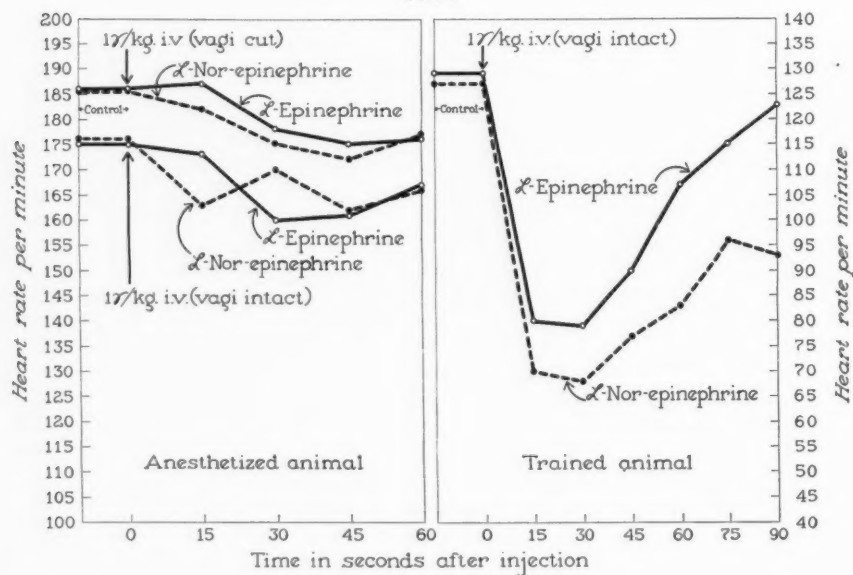 200
195
190
185
180
175
170
165
160
155
150
145
140
135
130
125
120
115
110
105
100
Heart rate per minute
1γ/kg. i.v. (vagi cut)
ℒ-Nor-epinephrine
ℒ-Epinephrine
Control
ℒ-Epinephrine
ℒ-Nor-epinephrine
1γ/kg. i.v. (vagi intact)
Anesthetized animal
0 15 30 45 60
1γ/kg. i.v. (vagi intact)
Control
ℒ-Epinephrine
ℒ-Nor-epinephrine
Trained animal
0 15 30 45 60 75 90
140
135
130
125
120
115
110
105
100
95
90
85
80
75
70
65
60
55
50
45
40
Heart rate per minute
Time in seconds after injection